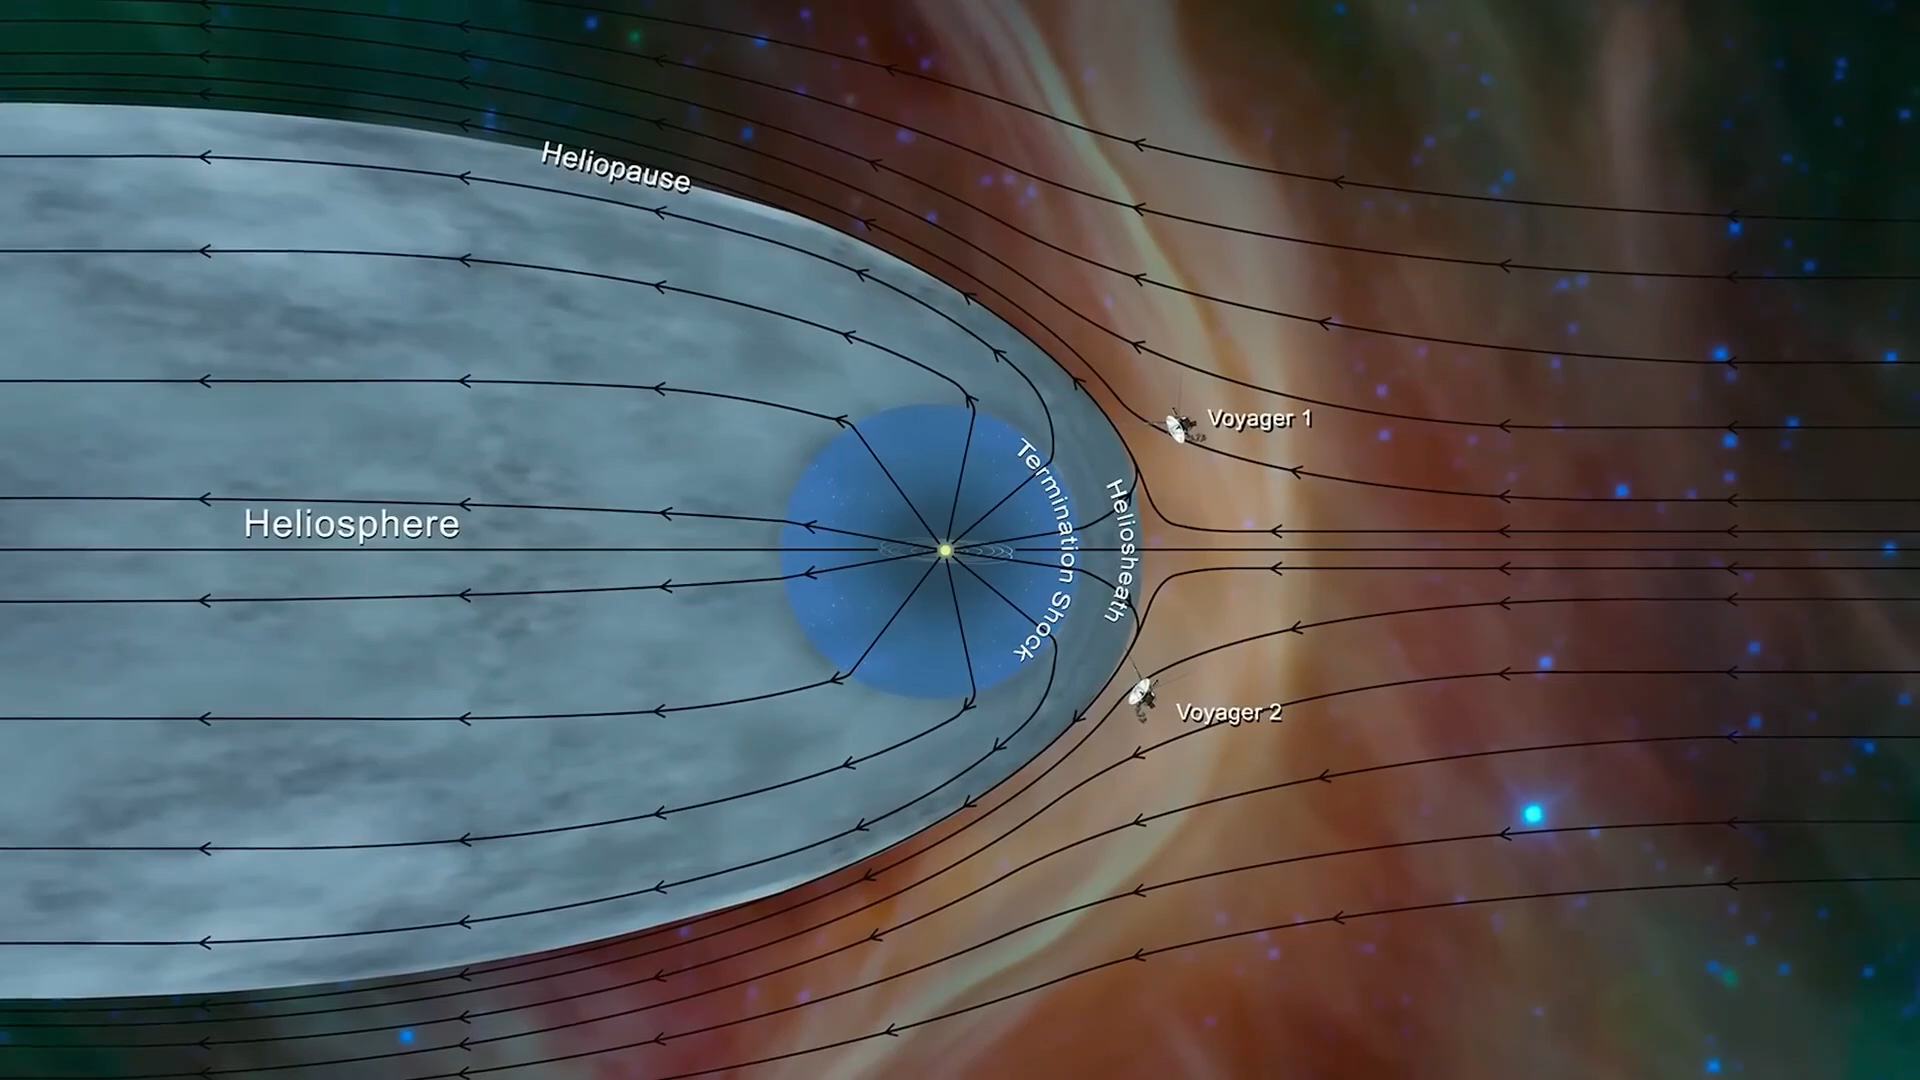 Heliopause
Voyager 1
Termination Shock
Heliosheath
Heliosphere
Voyager 2